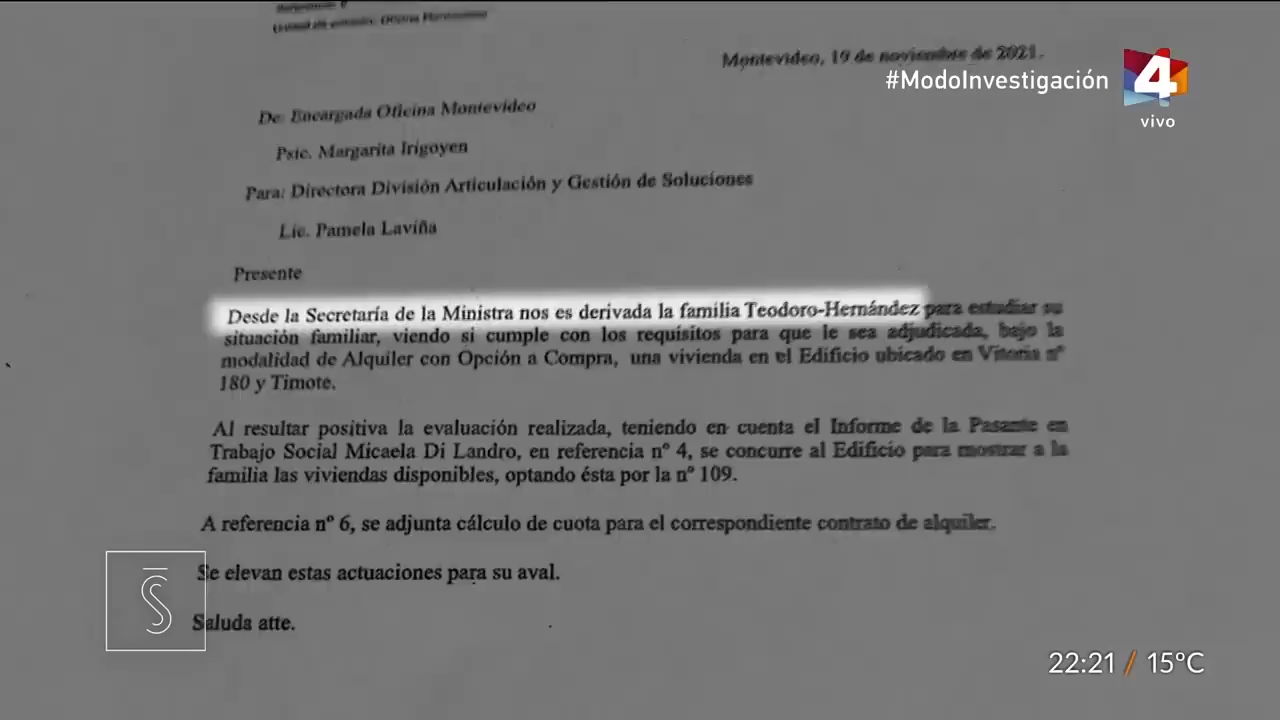 Unidad de gestión: Oficina Montevideo
Montevideo, 19 de noviembre de 2021.
#ModoInvestigación
4
vivo
De: Encargada Oficina Montevideo
Psic. Margarita Irigoyen
Para: Directora División Articulación y Gestión de Soluciones
Lic. Pamela Laviña
Presente
Desde la Secretaría de la Ministra nos es derivada la familia Teodoro-Hernández para estudiar su
situación familiar, viendo si cumple con los requisitos para que le sea adjudicada, bajo la
modalidad de Alquiler con Opción a Compra, una vivienda en el Edificio ubicado en Vitoria nº
180 y Timote.
Al resultar positiva la evaluación realizada, teniendo en cuenta el Informe de la Pasante en
Trabajo Social Micaela Di Landro, en referencia nº 4, se concurre al Edificio para mostrar a la
familia las viviendas disponibles, optando ésta por la nº 109.
A referencia nº 6, se adjunta cálculo de cuota para el correspondiente contrato de alquiler.
Se elevan estas actuaciones para su aval.
Saluda atte.
S
22:21 / 15°C